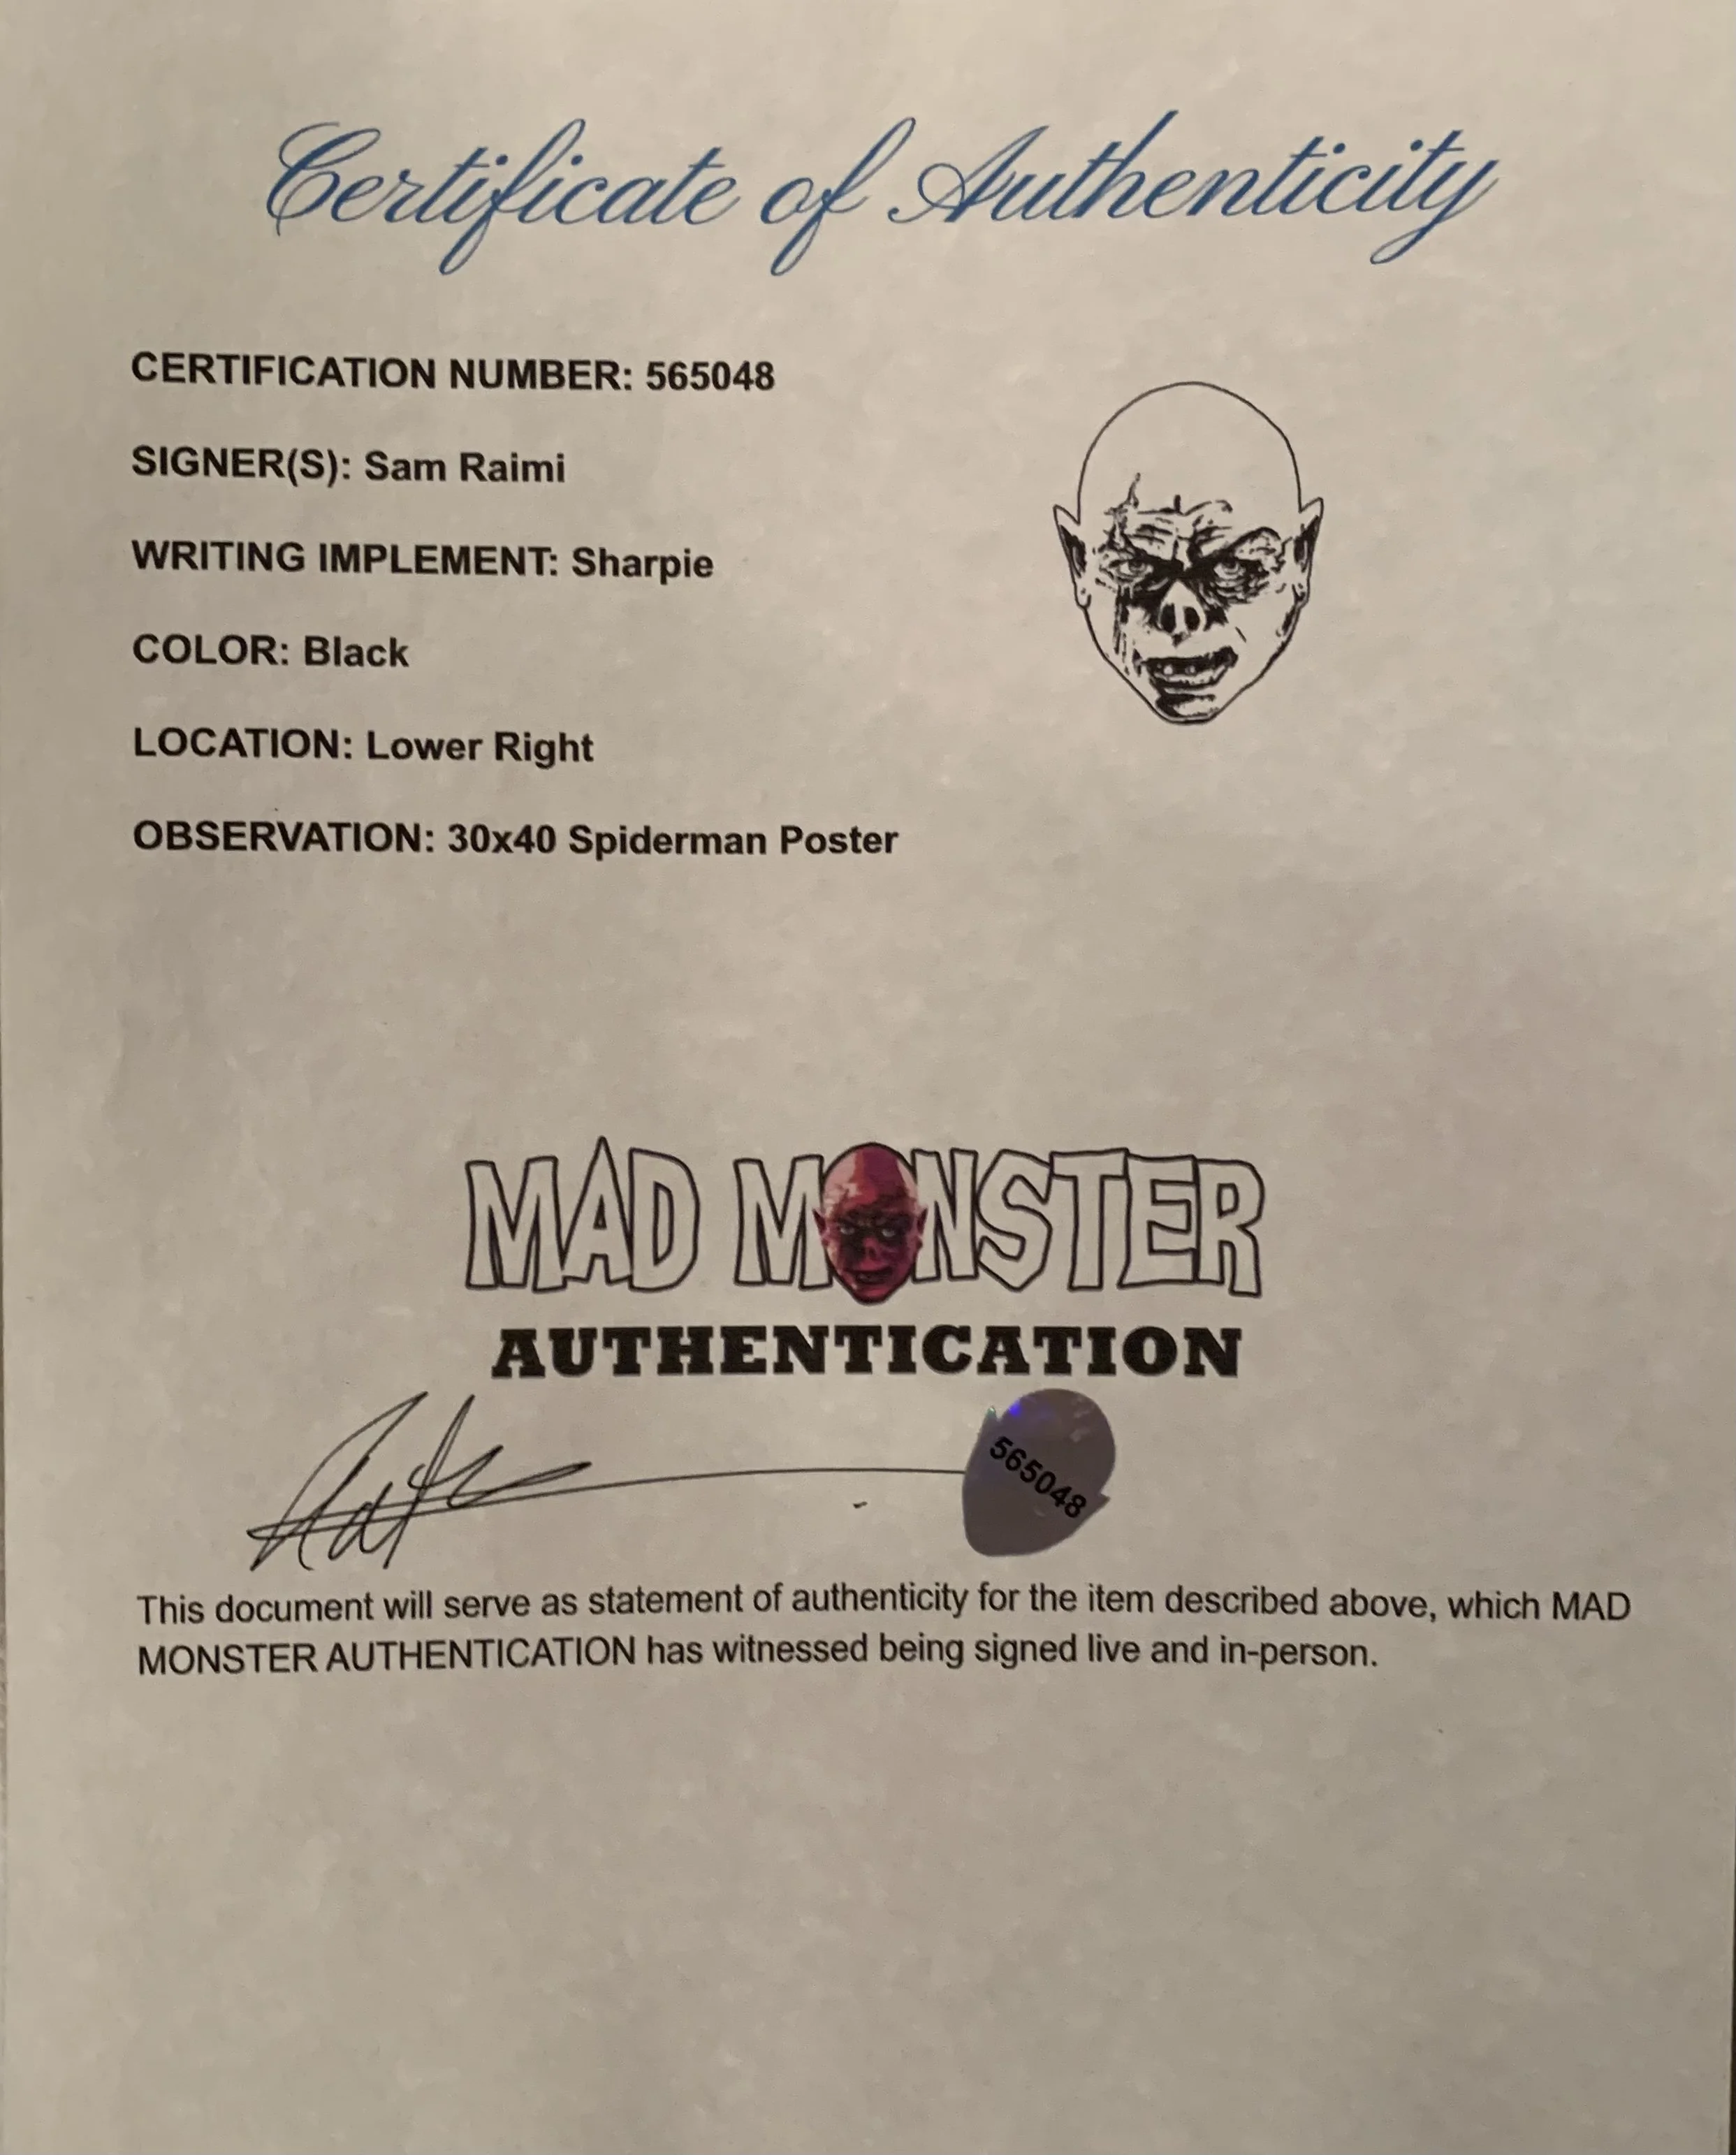 Certificate of Authenticity
CERTIFICATION NUMBER: 565048
SIGNER(S): Sam Raimi
WRITING IMPLEMENT: Sharpie
COLOR: Black
LOCATION: Lower Right
OBSERVATION: 30x40 Spiderman Poster
MAD MONSTER
AUTHENTICATION
565048
This document will serve as statement of authenticity for the item described above, which MAD
MONSTER AUTHENTICATION has witnessed being signed live and in-person.